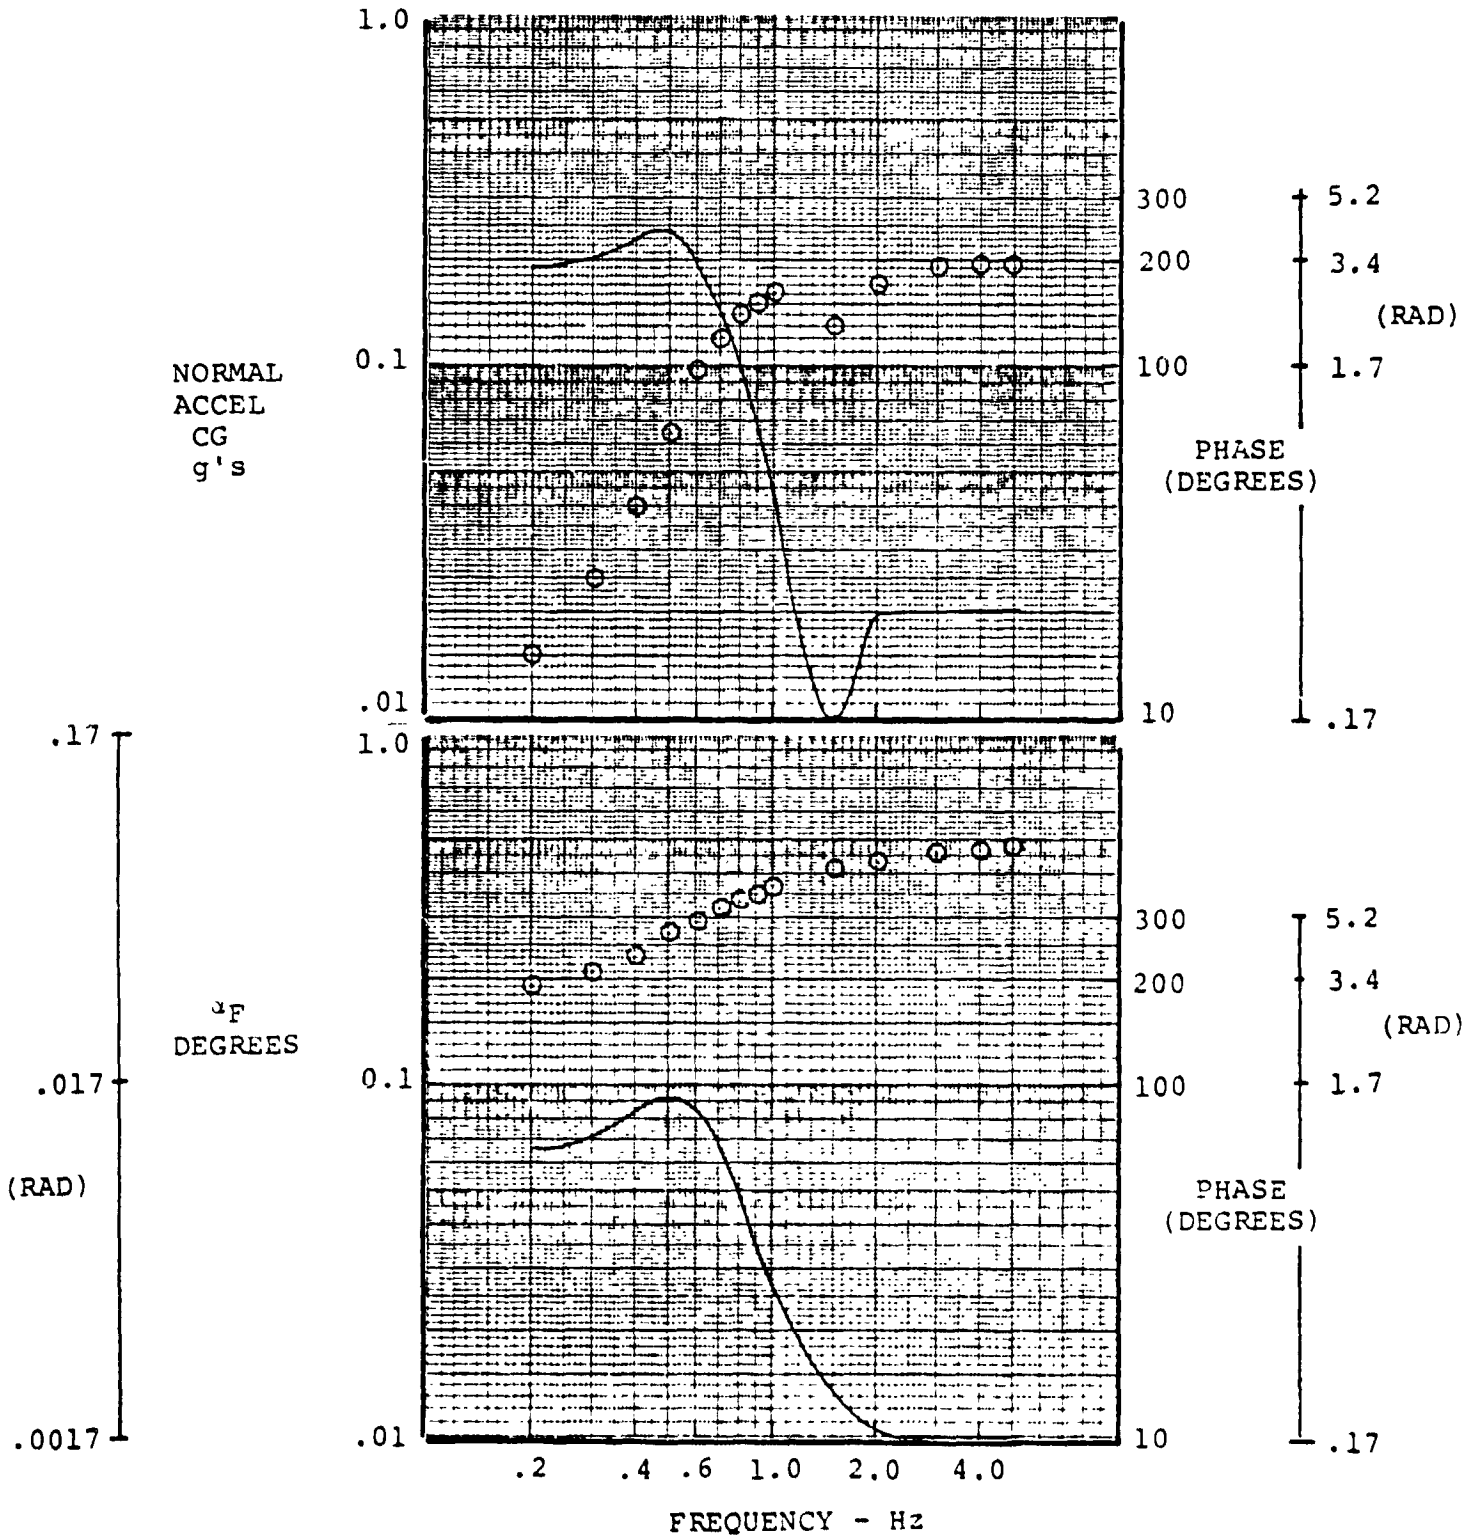 1.0
300
5.2
200
3.4
(RAD)
NORMAL
ACCEL
CG
g's
0.1
100
1.7
PHASE
(DEGREES)
.01
10
.17
.17
1.0
300
5.2
200
3.4
(RAD)
αF
DEGREES
.017
0.1
100
1.7
(RAD)
PHASE
(DEGREES)
.0017
.01
10
.17
.2 .4 .6 1.0 2.0 4.0
FREQUENCY - Hz